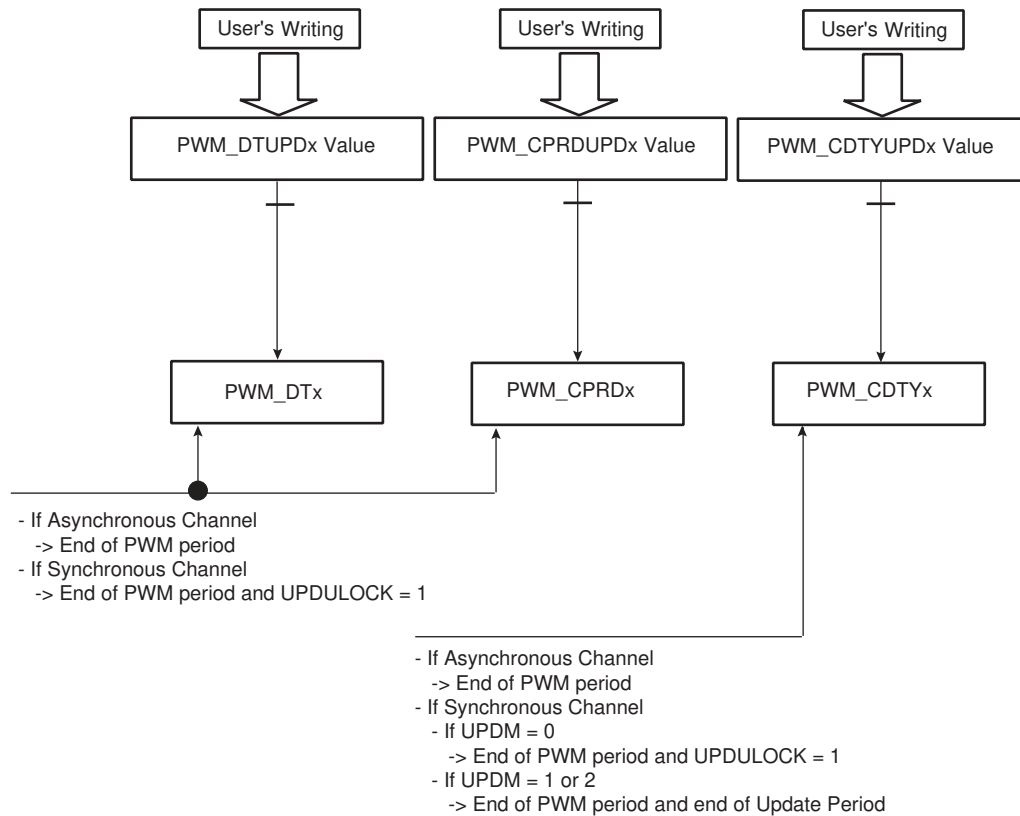 User's Writing
User's Writing
User's Writing
PWM_DTUPDx Value
PWM_CPRDUPDx Value
PWM_CDTYUPDx Value
PWM_DTx
PWM_CPRDx
PWM_CDTYx
- If Asynchronous Channel
-> End of PWM period
- If Synchronous Channel
-> End of PWM period and UPDULOCK = 1
- If Asynchronous Channel
-> End of PWM period
- If Synchronous Channel
- If UPDM = 0
-> End of PWM period and UPDULOCK = 1
- If UPDM = 1 or 2
-> End of PWM period and end of Update Period